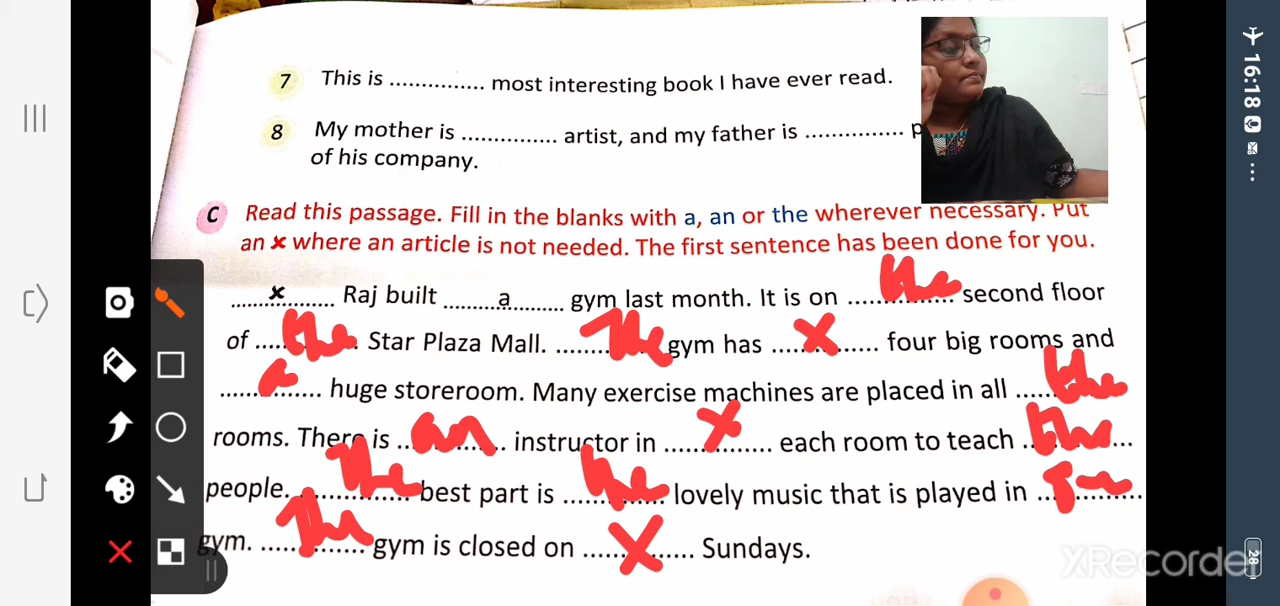 7 This is ............... most interesting book I have ever read.
8 My mother is ............... artist, and my father is ............... p
of his company.
C Read this passage. Fill in the blanks with a, an or the wherever necessary. Put
an × where an article is not needed. The first sentence has been done for you.
× Raj built a gym last month. It is on the second floor
of the Star Plaza Mall. The gym has × four big rooms and
a huge storeroom. Many exercise machines are placed in all the
rooms. There is an instructor in × each room to teach the
people. The best part is the lovely music that is played in
gym. The gym is closed on × Sundays.
16:18
28
XRecorder